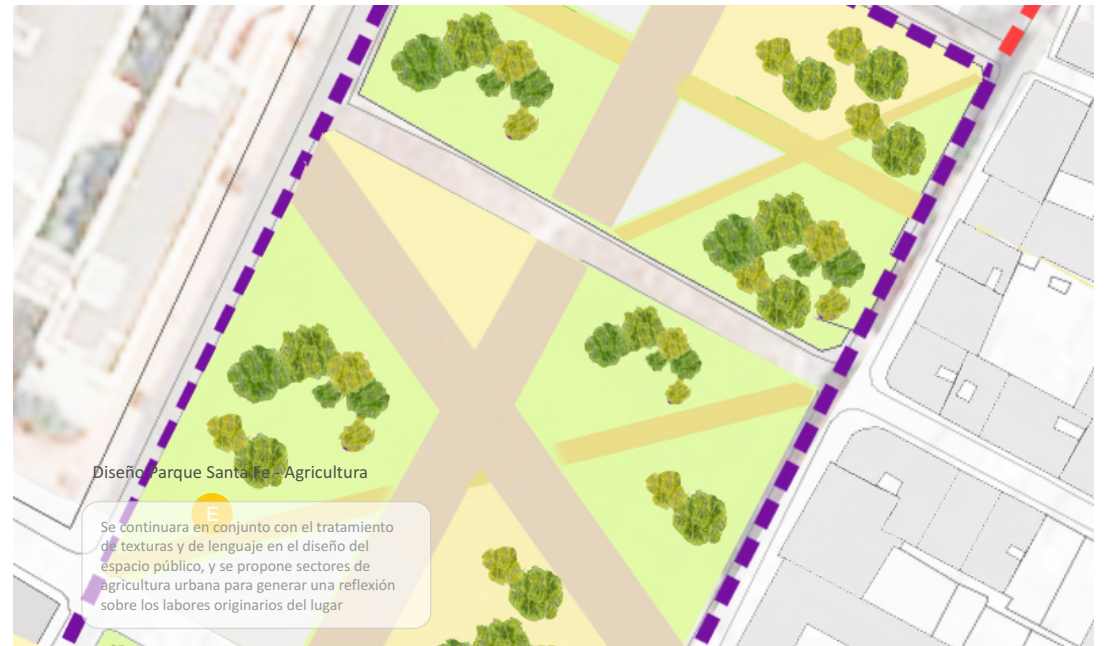 Diseño Parque Santa Fe - Agricultura
E
Se continuara en conjunto con el tratamiento
de texturas y de lenguaje en el diseño del
espacio público, y se propone sectores de
agricultura urbana para generar una reflexión
sobre los labores originarios del lugar